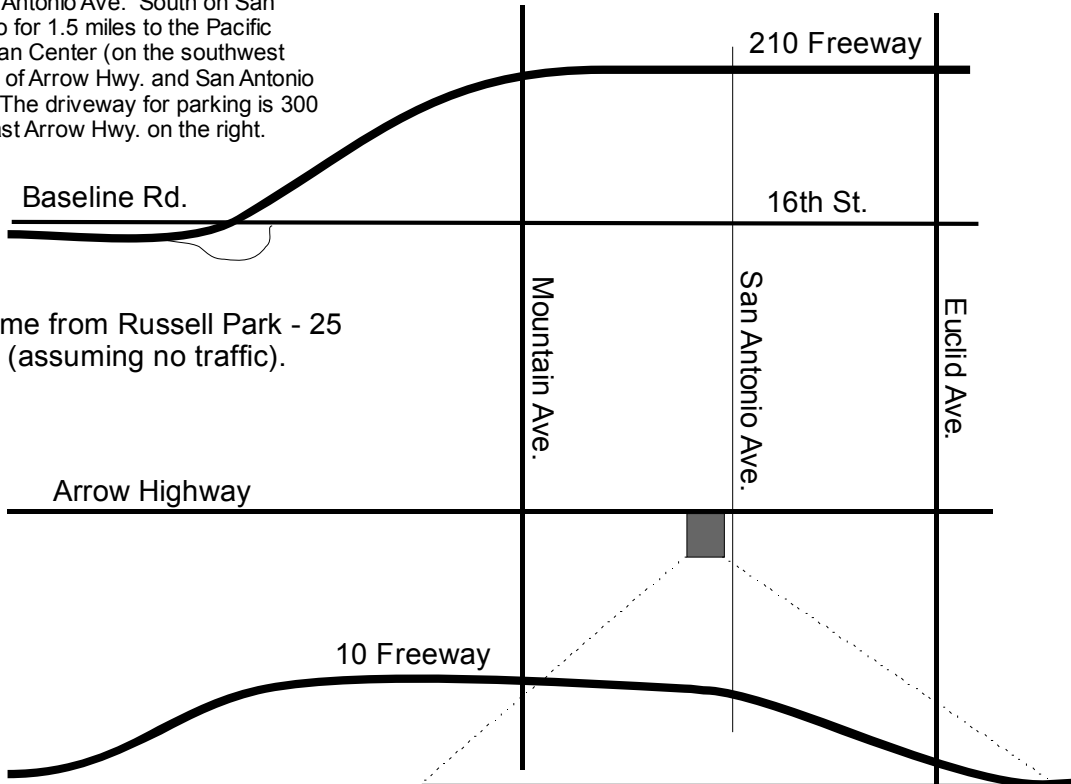 Antonio Ave. South on San
for 1.5 miles to the Pacific
Center (on the southwest
of Arrow Hwy. and San Antonio
The driveway for parking is 300
Arrow Hwy. on the right.
210 Freeway
Baseline Rd.
16th St.
Mountain Ave.
San Antonio Ave.
Euclid Ave.
from Russell Park - 25
(assuming no traffic).
Arrow Highway
10 Freeway